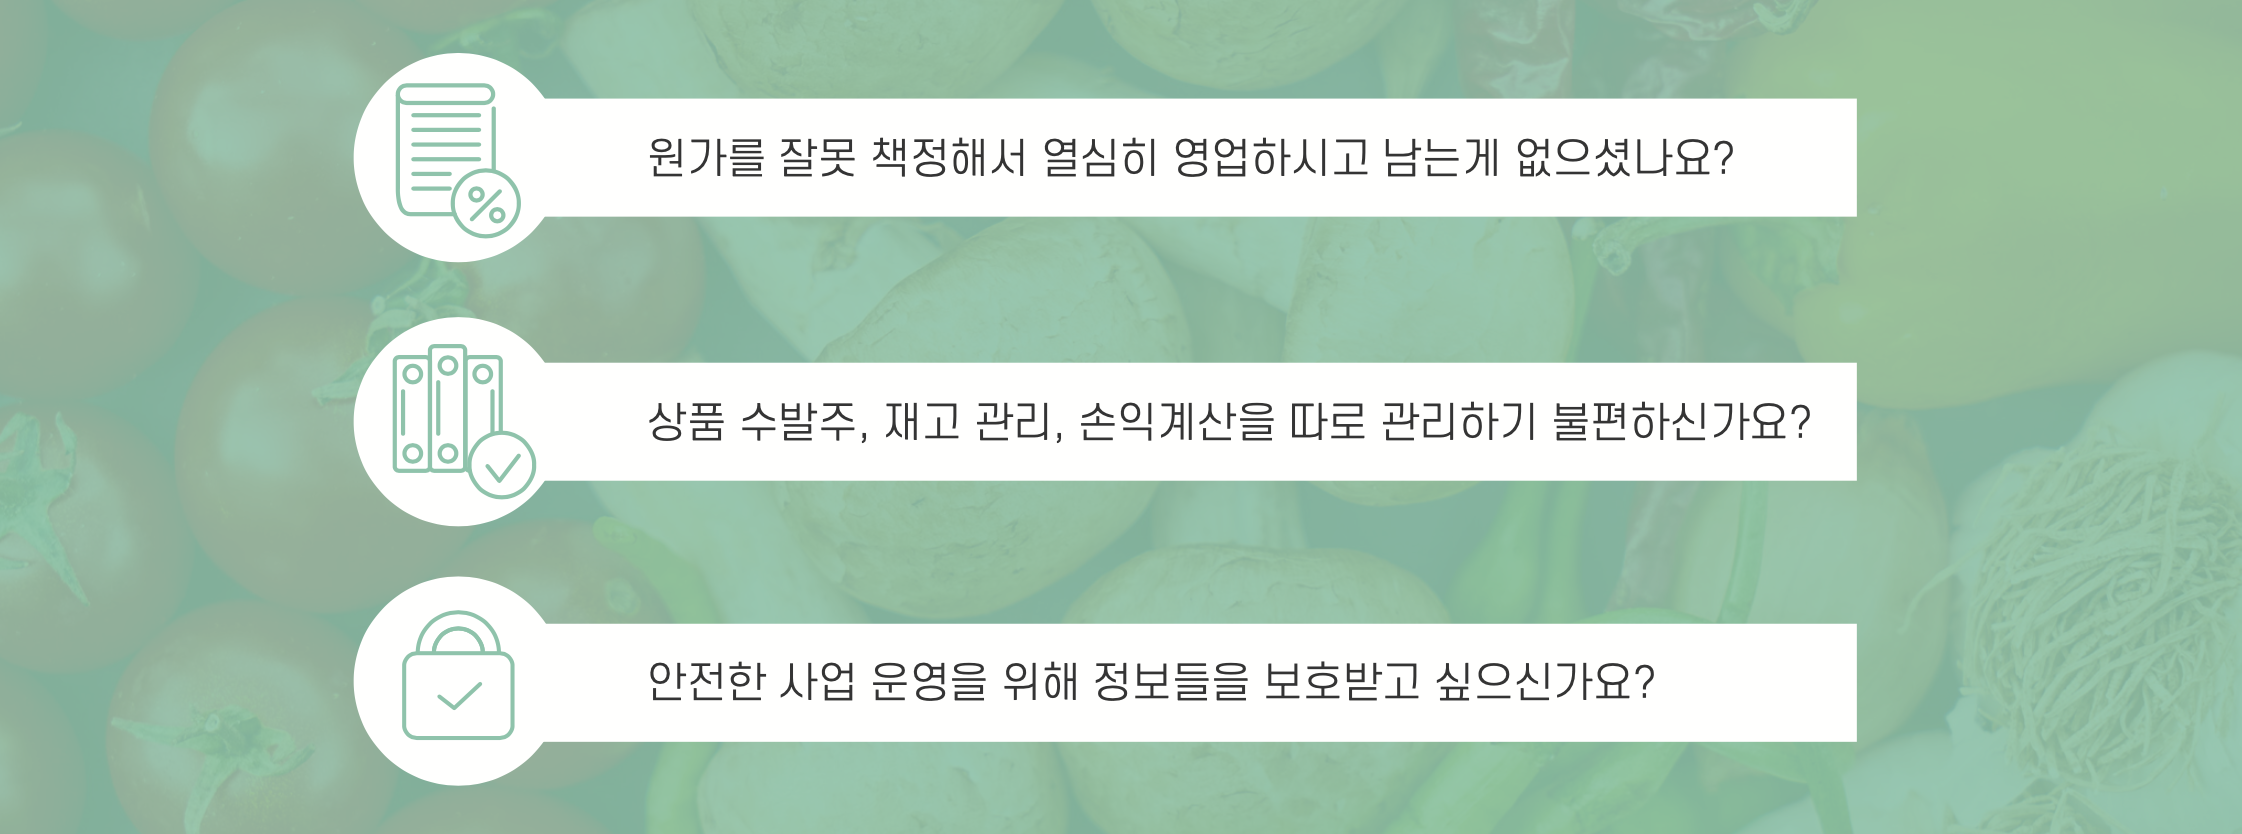 원가를 잘못 책정해서 열심히 영업하시고 남는게 없으셨나요?
상품 수발주, 재고 관리, 손익계산을 따로 관리하기 불편하신가요?
안전한 사업 운영을 위해 정보들을 보호받고 싶으신가요?